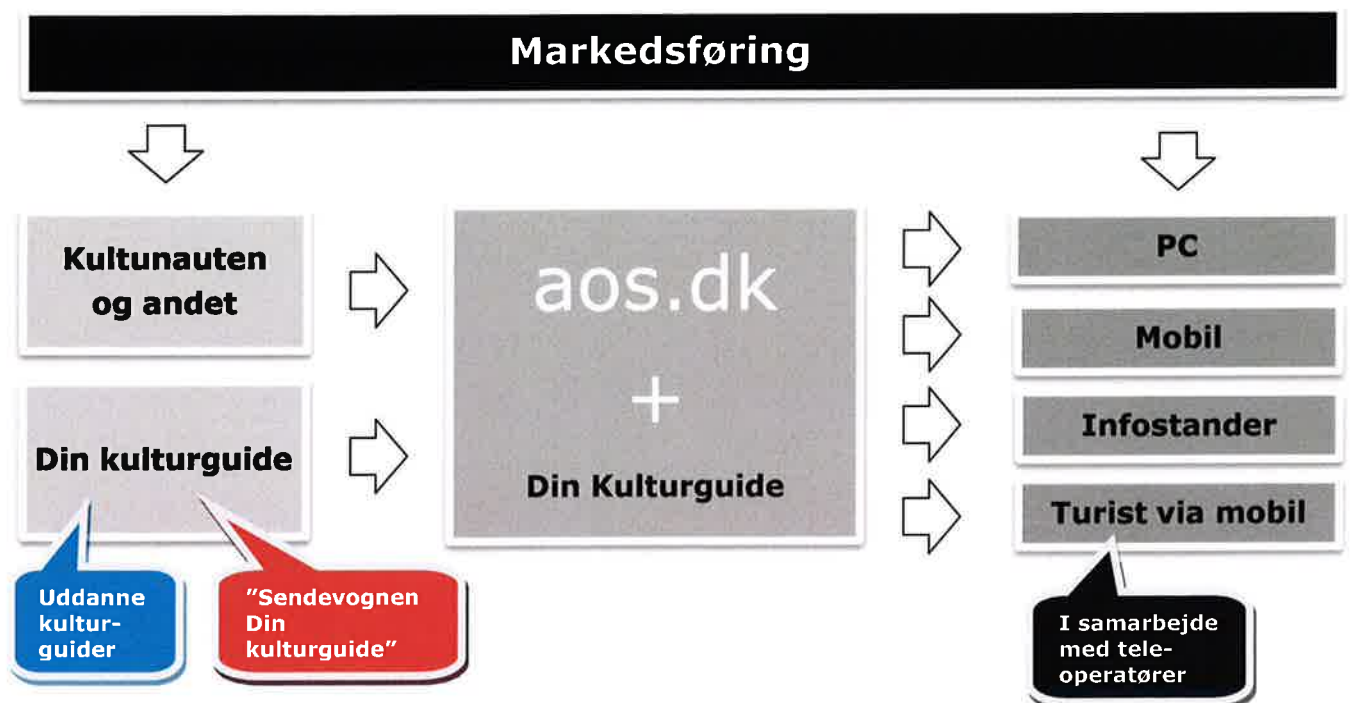 Markedsføring
Kultunauten
og andet
Din kulturguide
Uddanne
kultur-
guider
"Sendevognen
Din
kulturguide"
aos.dk
+
Din Kulturguide
PC
Mobil
Infostander
Turist via mobil
I samarbejde
med tele-
operatører